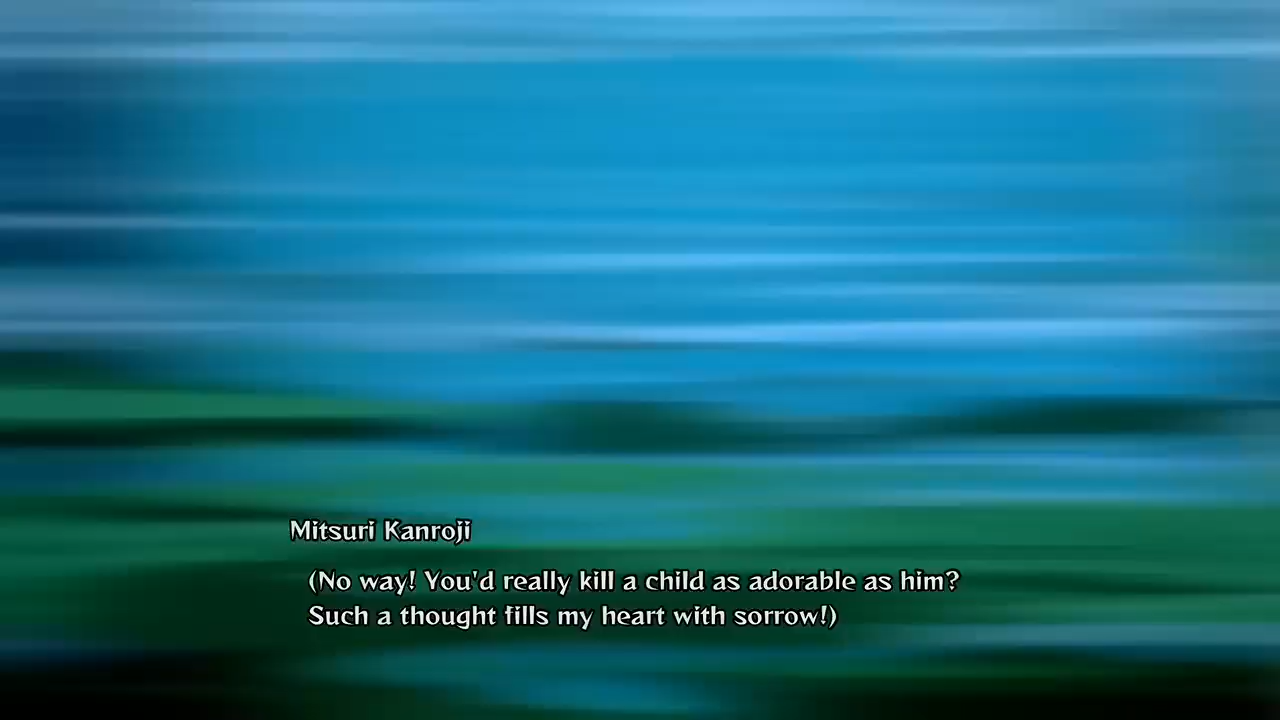 Mitsuri Kanroji
(No way! You'd really kill a child as adorable as him?
Such a thought fills my heart with sorrow!)